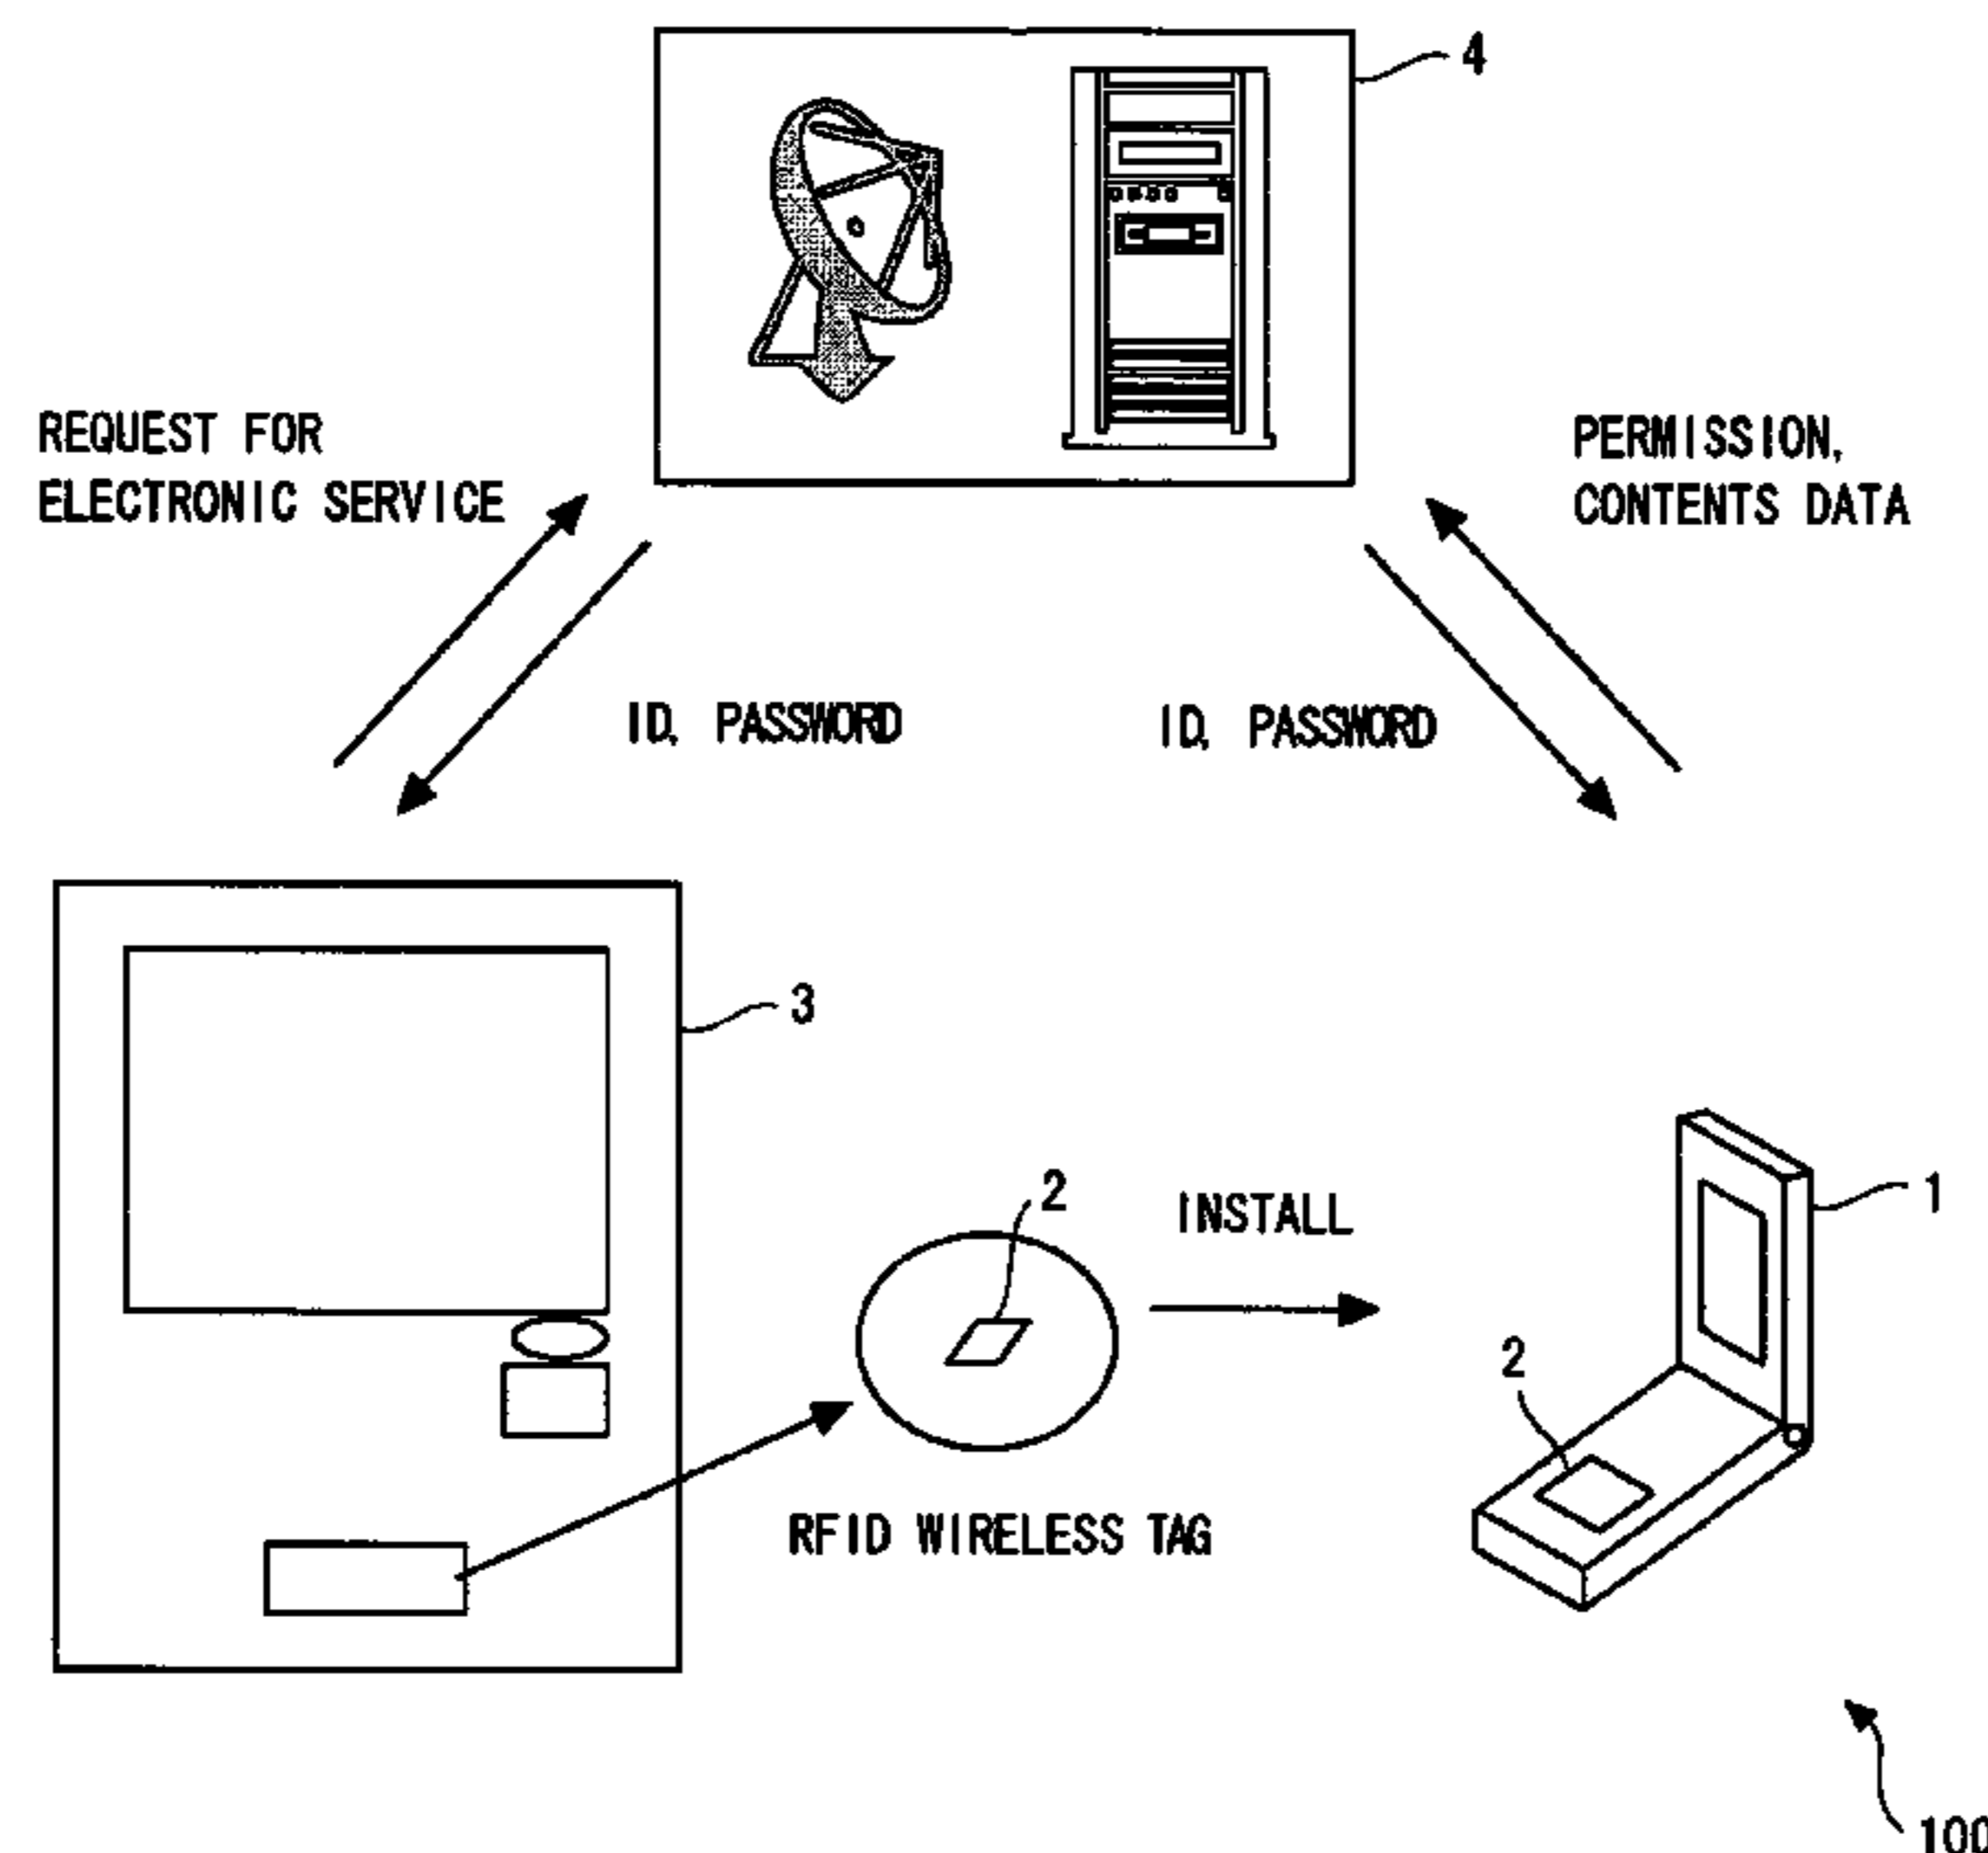 4
REQUEST FOR
ELECTRONIC SERVICE
PERMISSION,
CONTENTS DATA
ID, PASSWORD
ID, PASSWORD
3
2
INSTALL
1
2
RFID WIRELESS TAG
100